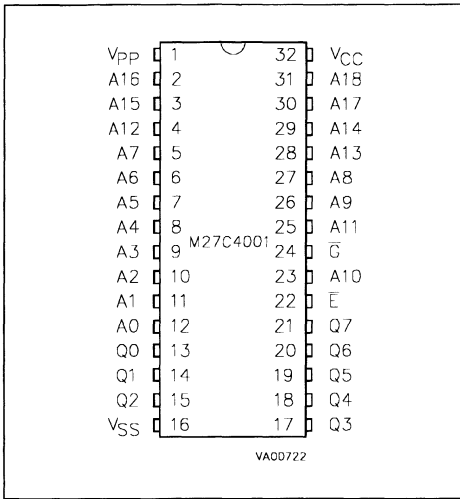 VPP 1 32 VCC
A16 2 31 A18
A15 3 30 A17
A12 4 29 A14
A7 5 28 A13
A6 6 27 A8
A5 7 26 A9
A4 8 25 A11
M27C4001
A3 9 24 G̅
A2 10 23 A10
A1 11 22 E̅
A0 12 21 Q7
Q0 13 20 Q6
Q1 14 19 Q5
Q2 15 18 Q4
VSS 16 17 Q3
VA00722